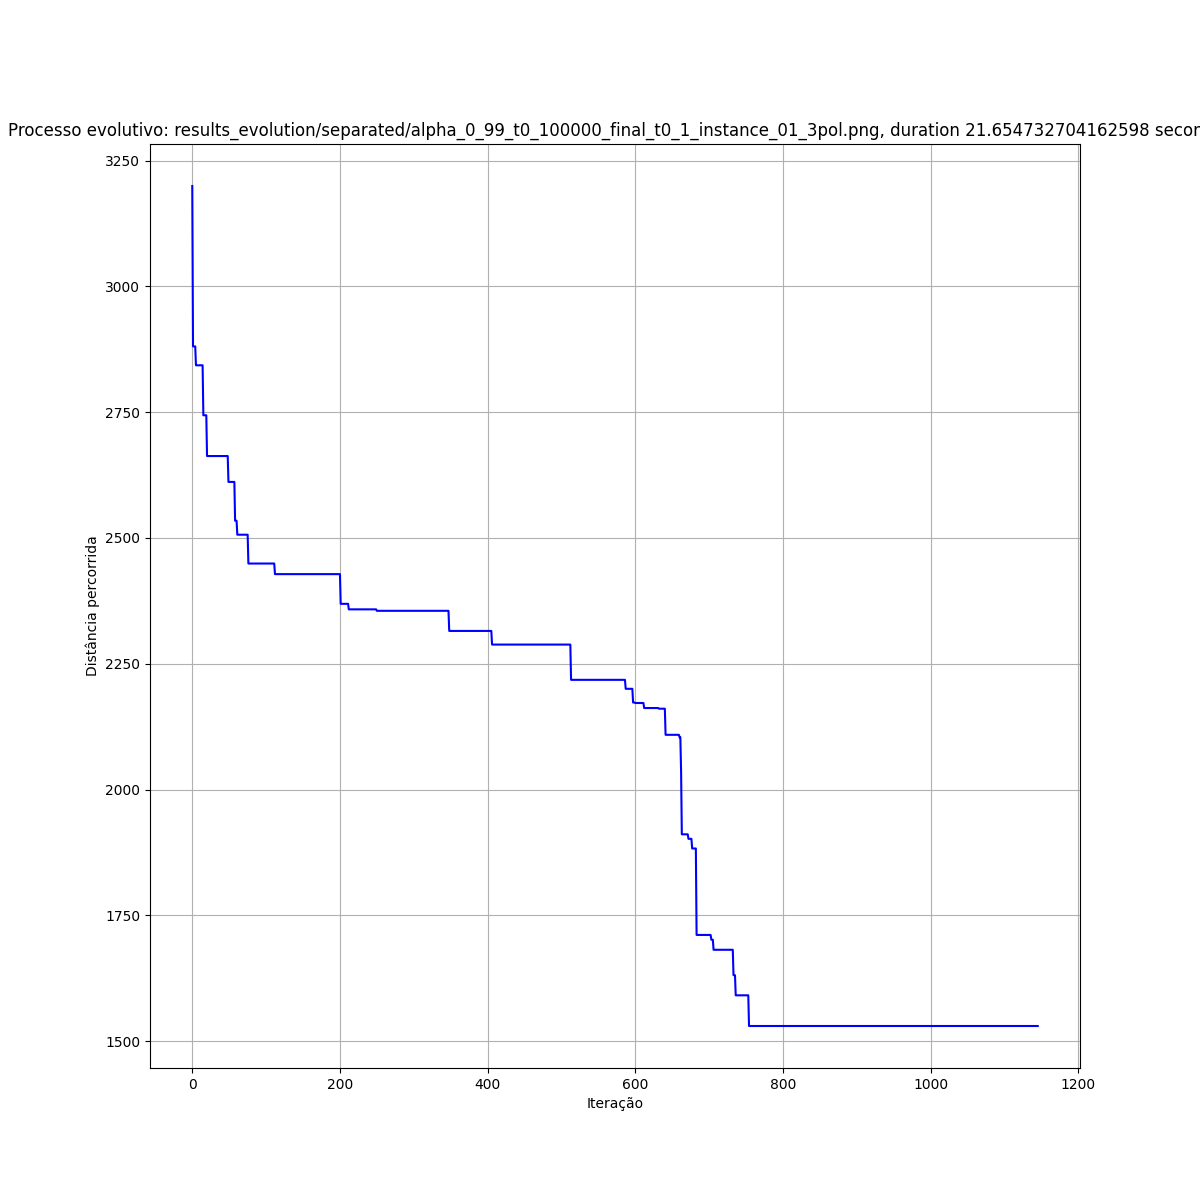 Processo evolutivo: results_evolution/separated/alpha_0_99_t0_100000_final_t0_1_instance_01_3pol.png, duration 21.654732704162598 secor
3250
3000
2750
2500
2250
2000
1750
1500
Distância percorrida
0 200 400 600 800 1000 1200
Iteração